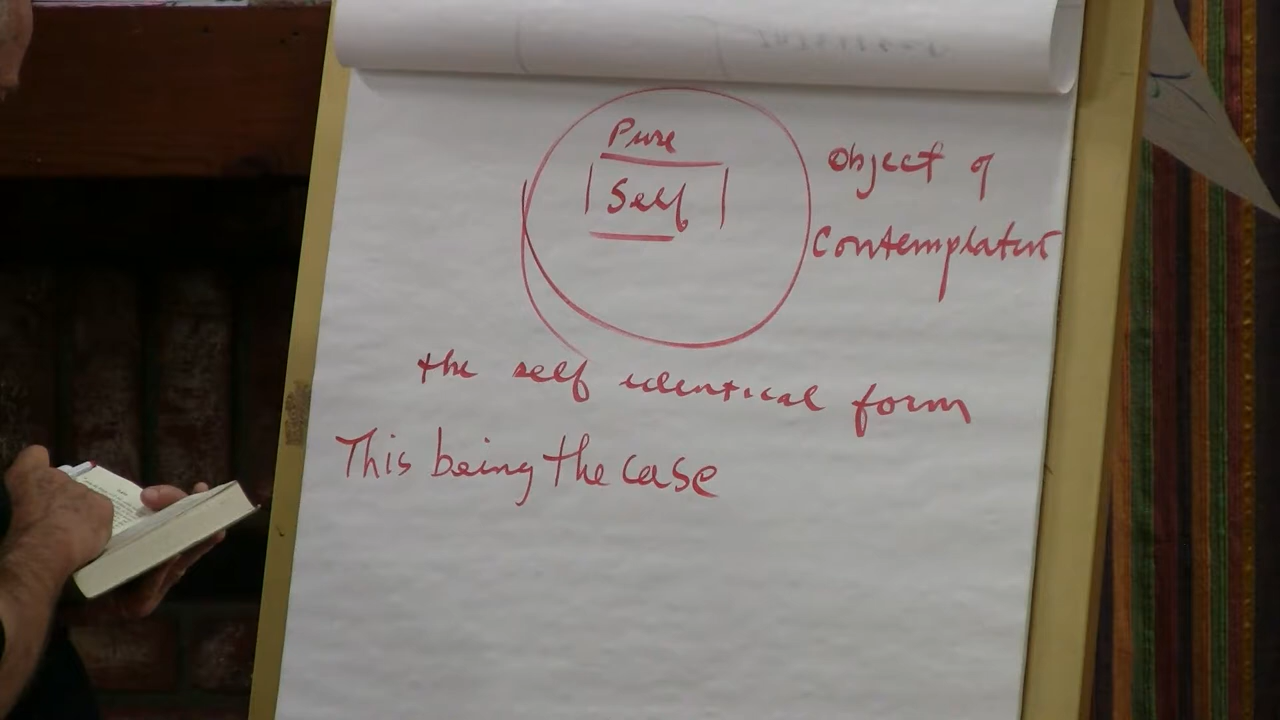 Pure
Self
Object of
Contemplation
the self identical form
This being the case